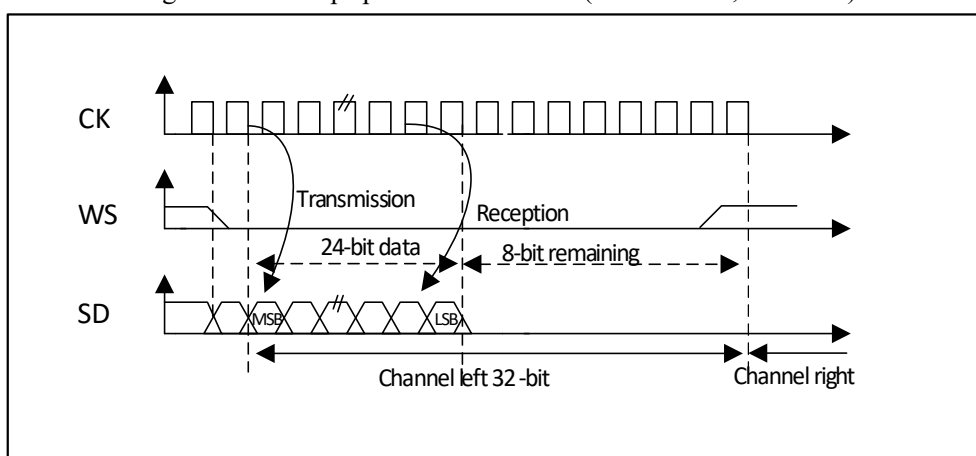 CK
WS
Transmission
Reception
24-bit data
8-bit remaining
SD
MSB
LSB
Channel left 32 -bit
Channel right